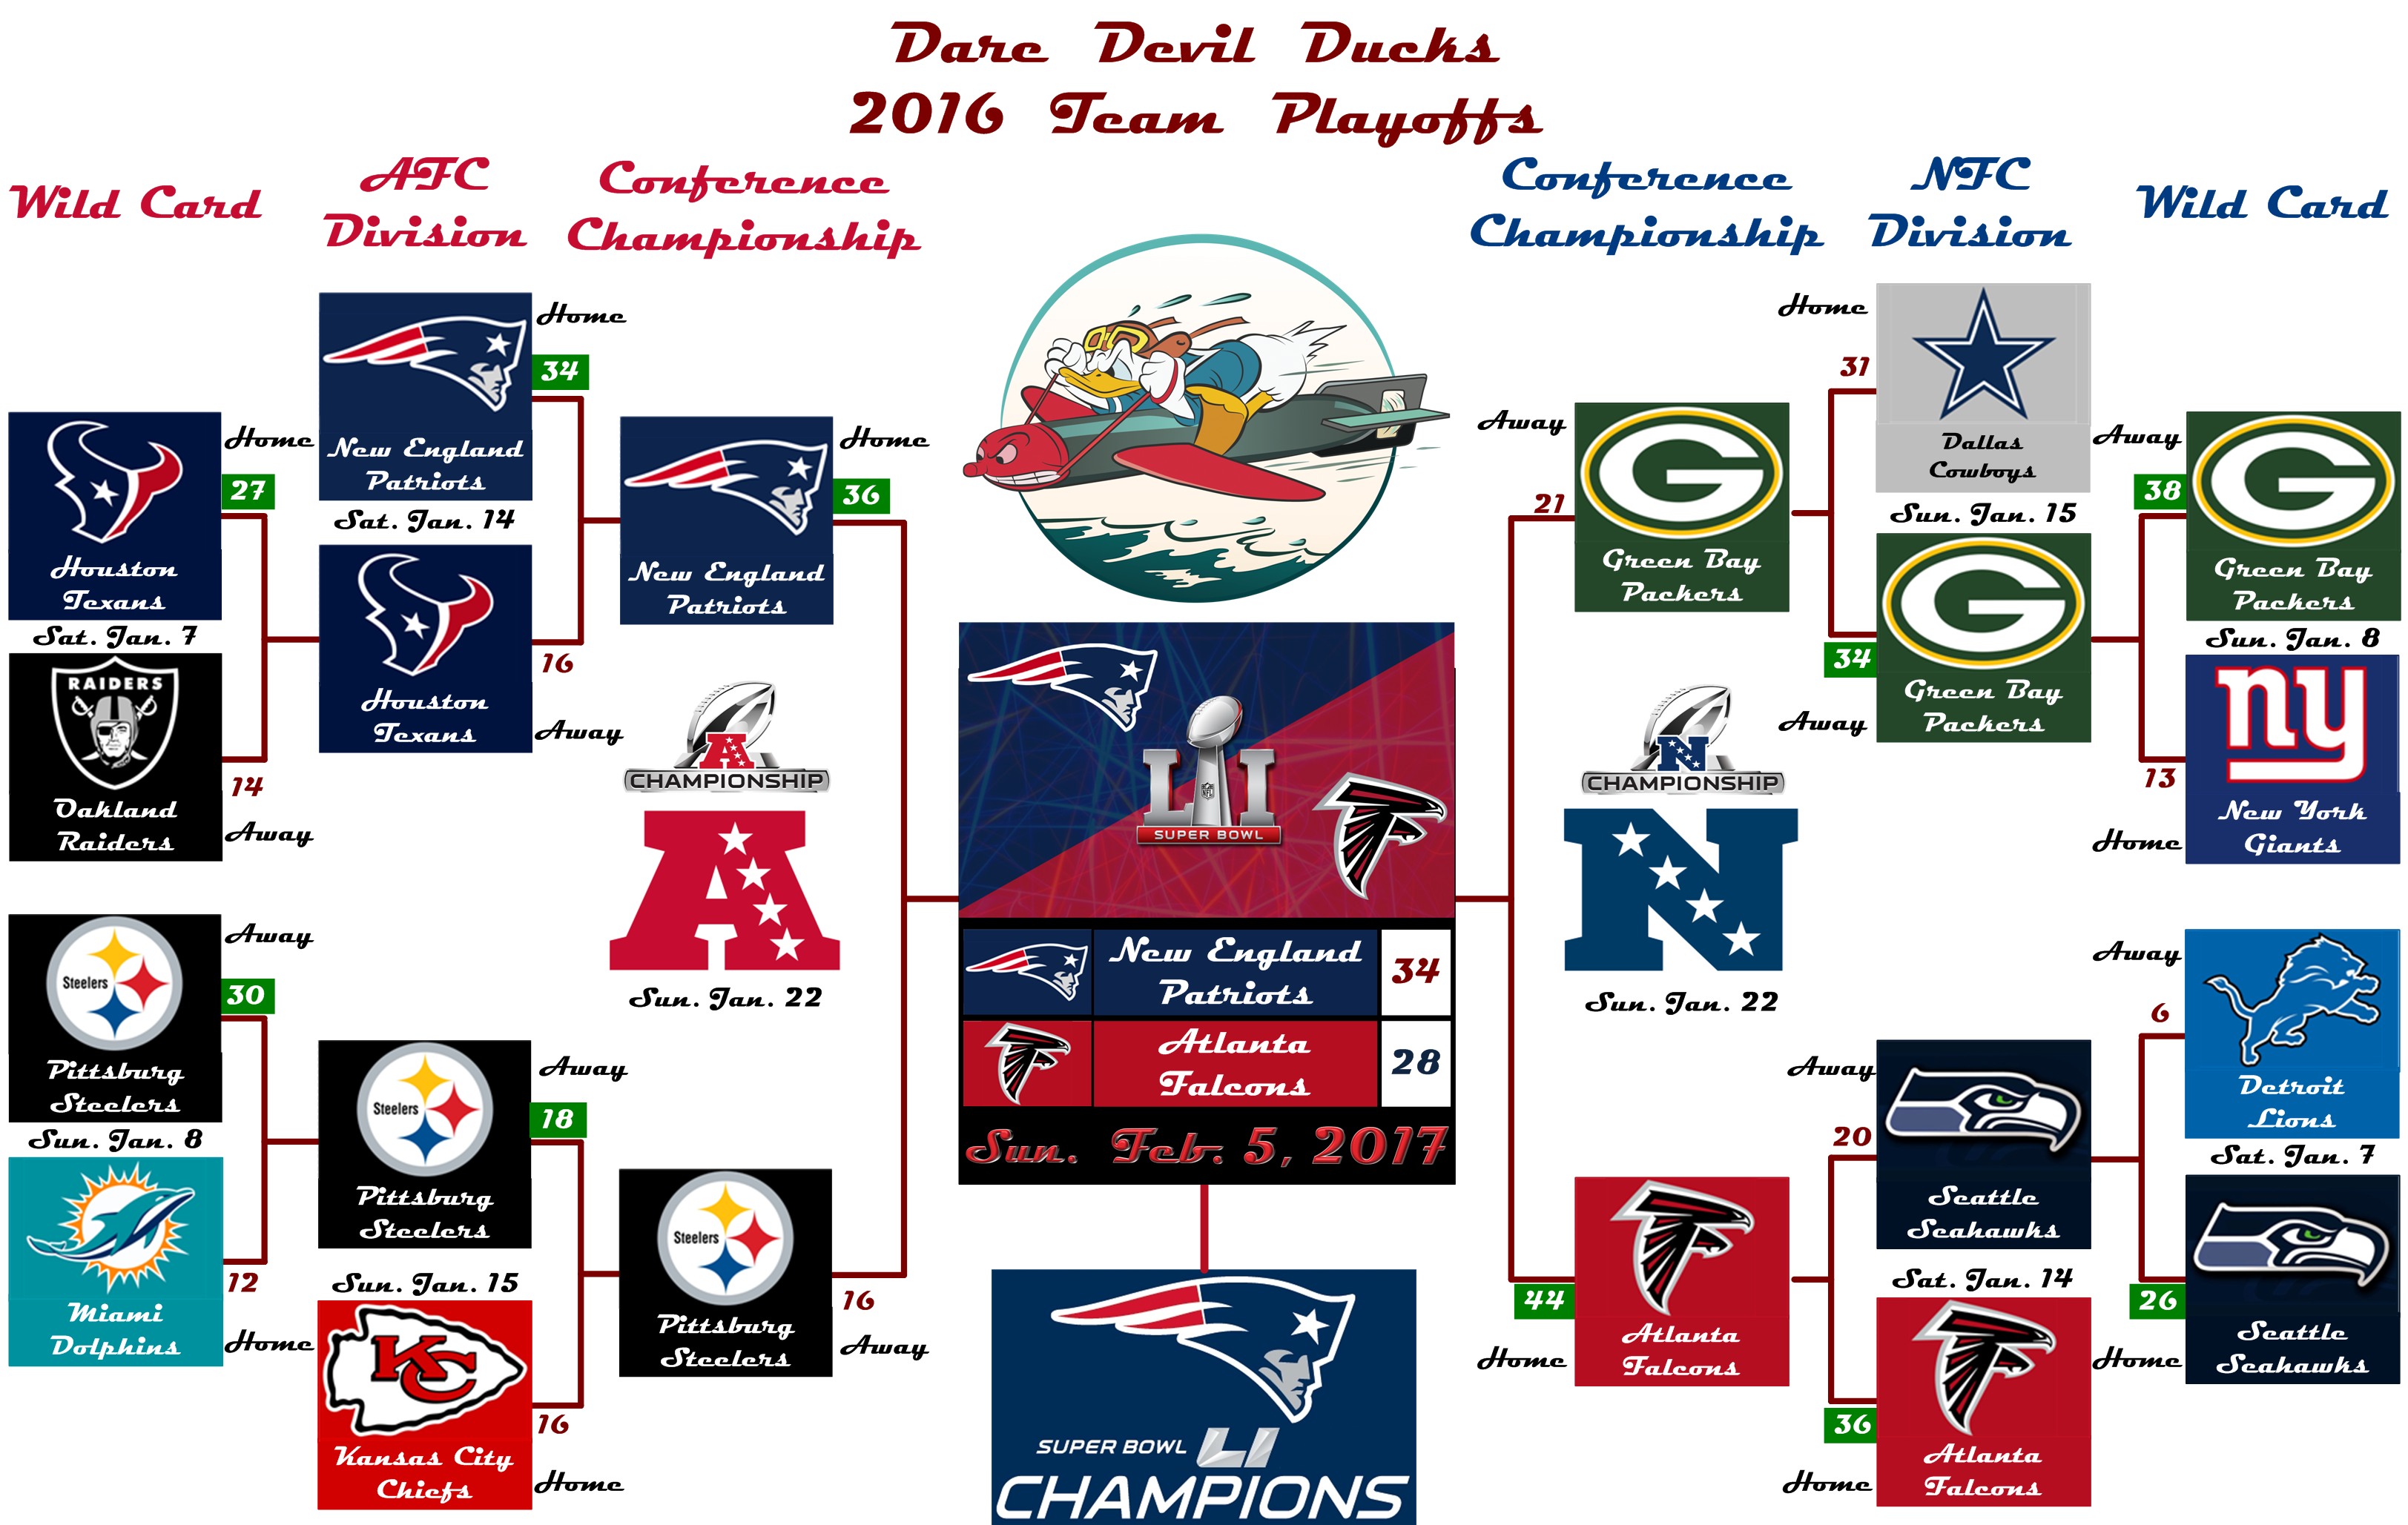 Dare Devil Ducks
2016 Team Playoffs
Wild Card
AFC
Division
Conference
Championship
Conference
Championship
NFC
Division
Wild Card
Houston
Texans
Home
27
Sat. Jan. 7
RAIDERS
Oakland
Raiders
14
Away
Steelers
Pittsburg
Steelers
Away
30
Sun. Jan. 8
Miami
Dolphins
12
Home
New England
Patriots
Home
34
Sat. Jan. 14
Houston
Texans
16
Away
Steelers
Pittsburg
Steelers
Away
18
Sun. Jan. 15
KC
Kansas City
Chiefs
16
Home
New England
Patriots
Home
36
A
CHAMPIONSHIP
A
Sun. Jan. 22
Steelers
Pittsburg
Steelers
16
Away
LI
NFL
SUPER BOWL
New England
Patriots
34
Atlanta
Falcons
28
Sun. Feb. 5, 2017
SUPER BOWL LI
CHAMPIONS
Away
21
G
Green Bay
Packers
N
CHAMPIONSHIP
N
Sun. Jan. 22
44
Home
Atlanta
Falcons
Home
31
Dallas
Cowboys
Sun. Jan. 15
G
34
Green Bay
Packers
Away
Away
20
Seattle
Seahawks
Sat. Jan. 14
36
Atlanta
Falcons
Home
Away
38
G
Green Bay
Packers
Sun. Jan. 8
ny
13
New York
Giants
Home
Away
6
Detroit
Lions
Sat. Jan. 7
26
Seattle
Seahawks
Home